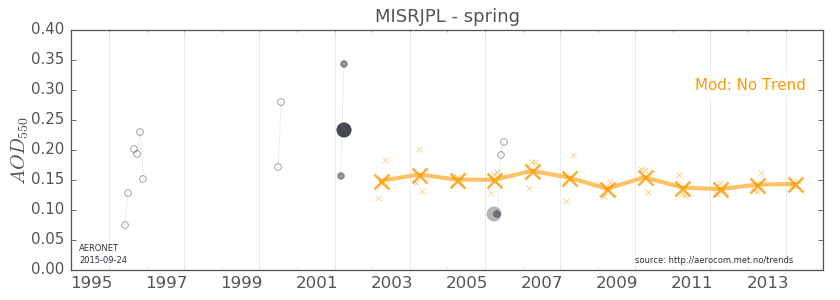 MISRJPL - spring
0.40
0.35
0.30
0.25
0.20
0.15
0.10
0.05
0.00
AOD550
Mod: No Trend
AERONET
2015-09-24
source: http://aerocom.met.no/trends
1995 1997 1999 2001 2003 2005 2007 2009 2011 2013